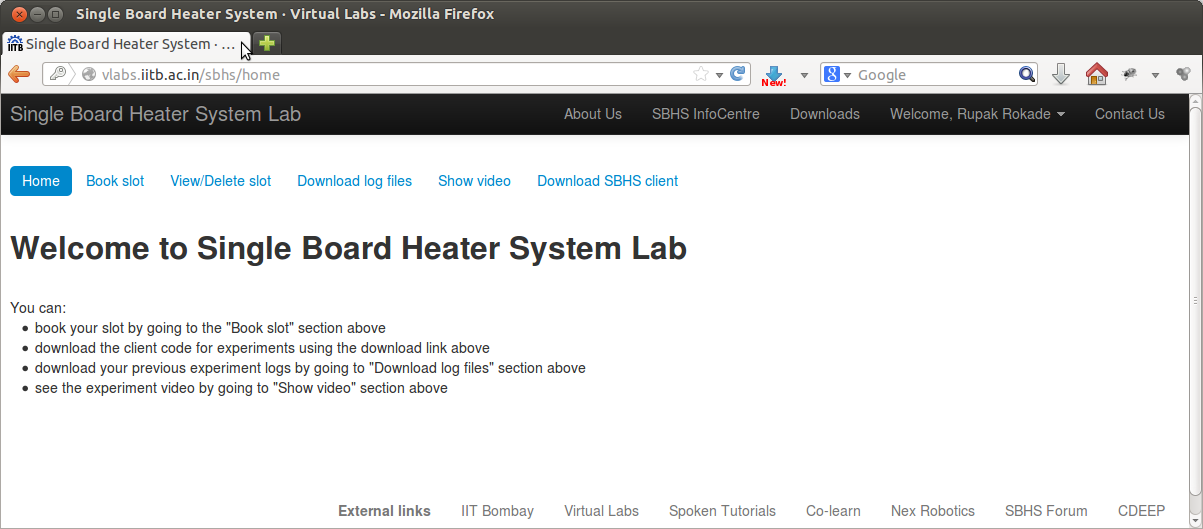 Single Board Heater System · Virtual Labs - Mozilla Firefox
IITB Single Board Heater System · ...
vlabs.iitb.ac.in/sbhs/home
New!
8 Google
Single Board Heater System Lab About Us SBHS InfoCentre Downloads Welcome, Rupak Rokade Contact Us
Home Book slot View/Delete slot Download log files Show video Download SBHS client
Welcome to Single Board Heater System Lab
You can:
• book your slot by going to the "Book slot" section above
• download the client code for experiments using the download link above
• download your previous experiment logs by going to "Download log files" section above
• see the experiment video by going to "Show video" section above
External links IIT Bombay Virtual Labs Spoken Tutorials Co-learn Nex Robotics SBHS Forum CDEEP